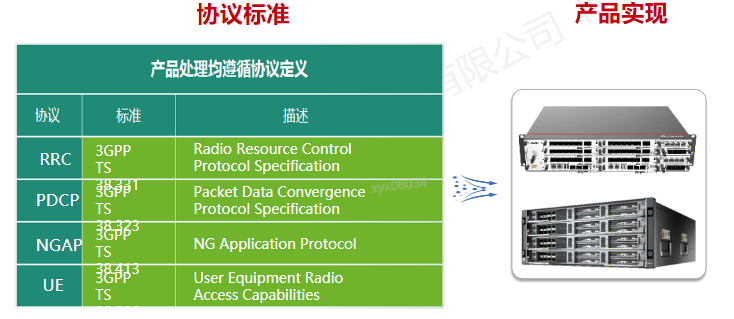 协议标准
产品实现
有限公司
产品处理均遵循协议定义
协议
标准
描述
RRC
3GPP
TS
38.331
Radio Resource Control
Protocol Specification
PDCP
3GPP
TS
38.323
Packet Data Convergence
Protocol Specification
xyx06034
NGAP
3GPP
TS
38.413
NG Application Protocol
UE
3GPP
TS
User Equipment Radio
Access Capabilities